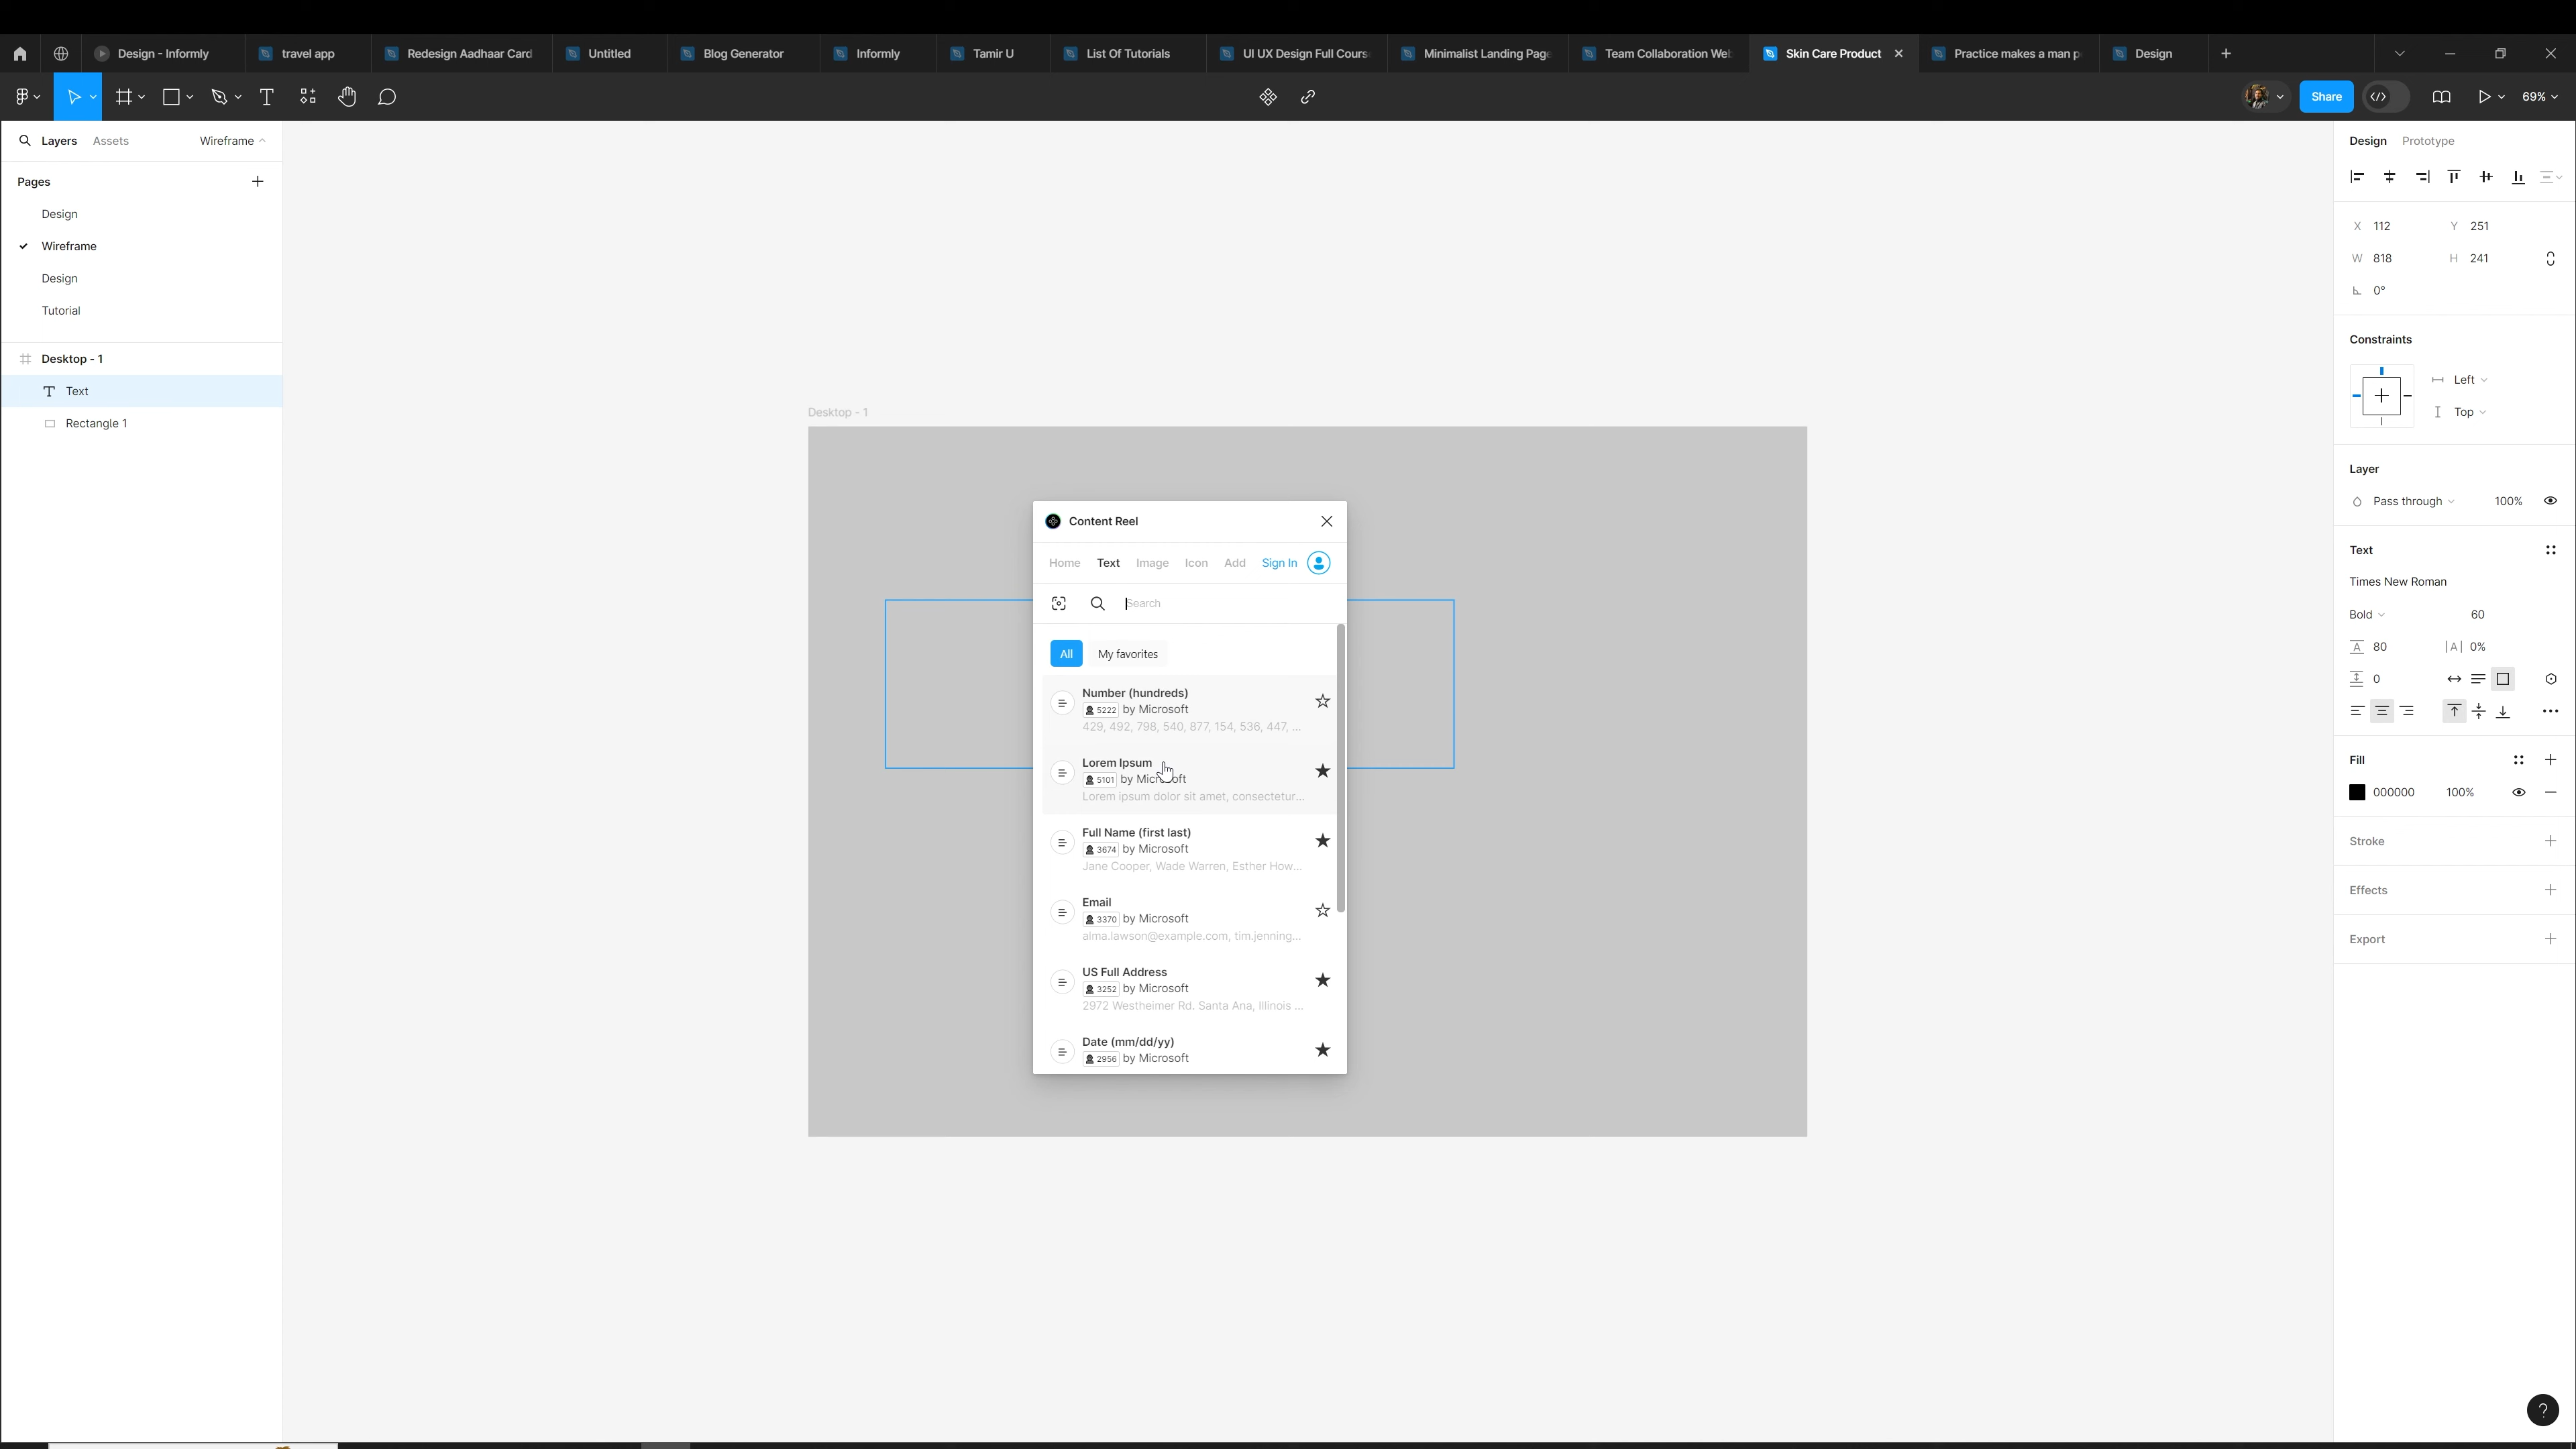 Design - Informly
travel app
Redesign Aadhaar Card
Untitled
Blog Generator
Informly
Tamir U
List Of Tutorials
UI UX Design Full Cours
Minimalist Landing Page
Team Collaboration Web
Skin Care Product
Practice makes a man p
Design
Share
69%
Layers
Assets
Wireframe
Pages
Design
Wireframe
Design
Tutorial
Desktop - 1
Text
Rectangle 1
Desktop - 1
Content Reel
Home Text Image Icon Add Sign In
Search
All My favorites
Number (hundreds)
5222 by Microsoft
429, 492, 798, 540, 877, 154, 536, 447, ...
Lorem Ipsum
5101 by Microsoft
Lorem ipsum dolor sit amet, consectetur...
Full Name (first last)
3674 by Microsoft
Jane Cooper, Wade Warren, Esther How...
Email
3370 by Microsoft
alma.lawson@example.com, tim.jenning...
US Full Address
3252 by Microsoft
2972 Westheimer Rd. Santa Ana, Illinois ...
Date (mm/dd/yy)
2956 by Microsoft
Design Prototype
X 112 Y 251
W 818 H 241
0°
Constraints
Left
Top
Layer
Pass through 100%
Text
Times New Roman
Bold 60
80 |A| 0%
0
Fill
000000 100%
Stroke
Effects
Export
?